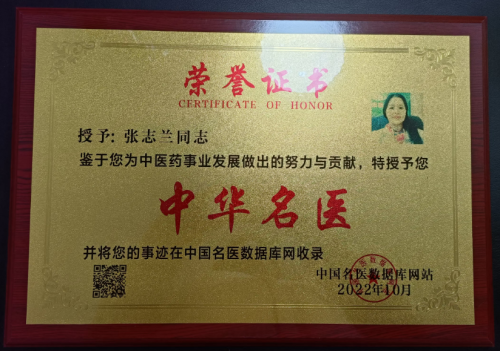 荣誉证书
CERTIFICATE OF HONOR
授予: 张志兰同志
鉴于您为中医药事业发展做出的努力与贡献，特授予您
中华名医
并将您的事迹在中国名医数据库网收录
中国名医数据库网站
2022年10月